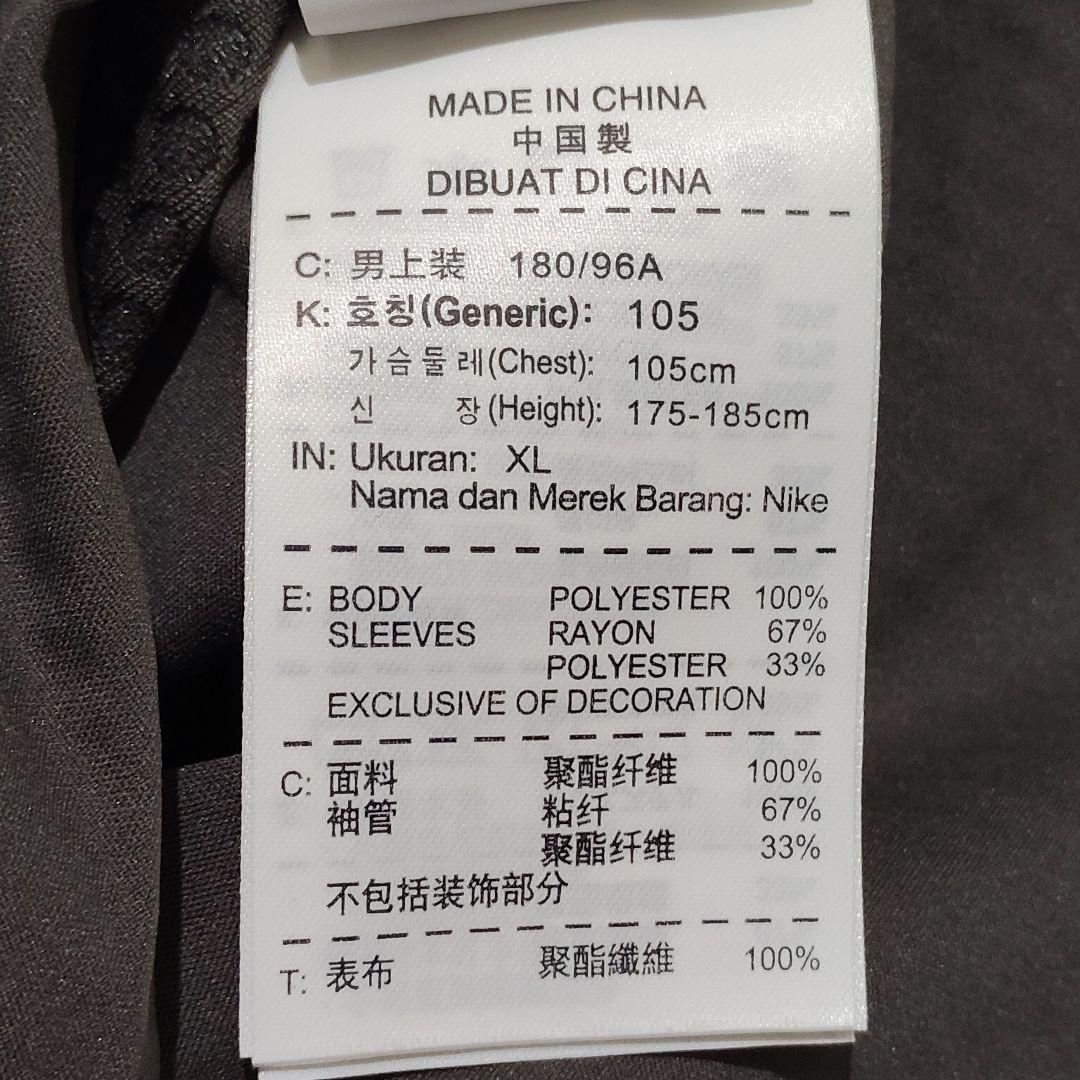 MADE IN CHINA
中国製
DIBUAT DI CINA
C: 男上装 180/96A
K: 호칭(Generic): 105
가슴둘레(Chest): 105cm
신 장(Height): 175-185cm
IN: Ukuran: XL
Nama dan Merek Barang: Nike
E: BODY POLYESTER 100%
SLEEVES RAYON 67%
POLYESTER 33%
EXCLUSIVE OF DECORATION
C: 面料 聚酯纤维 100%
袖管 粘纤 67%
聚酯纤维 33%
不包括装饰部分
T: 表布 聚酯纖維 100%